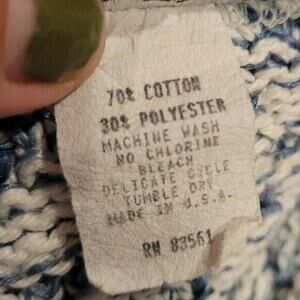 70% COTTON
30% POLYESTER
MACHINE WASH
NO CHLORINE
BLEACH
DELICATE CYCLE
TUMBLE DRY
MADE IN U.S.A.
RN 83561